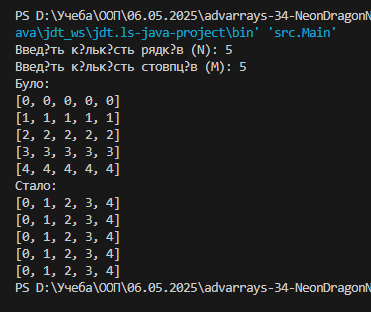 PS D:\Учеба\ООП\06.05.2025\advarrays-34-NeonDragonN
ava\jdt_ws\jdt.ls-java-project\bin' 'src.Main'
Введ?ть к?льк?сть рядк?в (N): 5
Введ?ть к?льк?сть стовпц?в (M): 5
Було:
[0, 0, 0, 0, 0]
[1, 1, 1, 1, 1]
[2, 2, 2, 2, 2]
[3, 3, 3, 3, 3]
[4, 4, 4, 4, 4]
Стало:
[0, 1, 2, 3, 4]
[0, 1, 2, 3, 4]
[0, 1, 2, 3, 4]
[0, 1, 2, 3, 4]
[0, 1, 2, 3, 4]
PS D:\Учеба\ООП\06.05.2025\advarrays-34-NeonDragonN